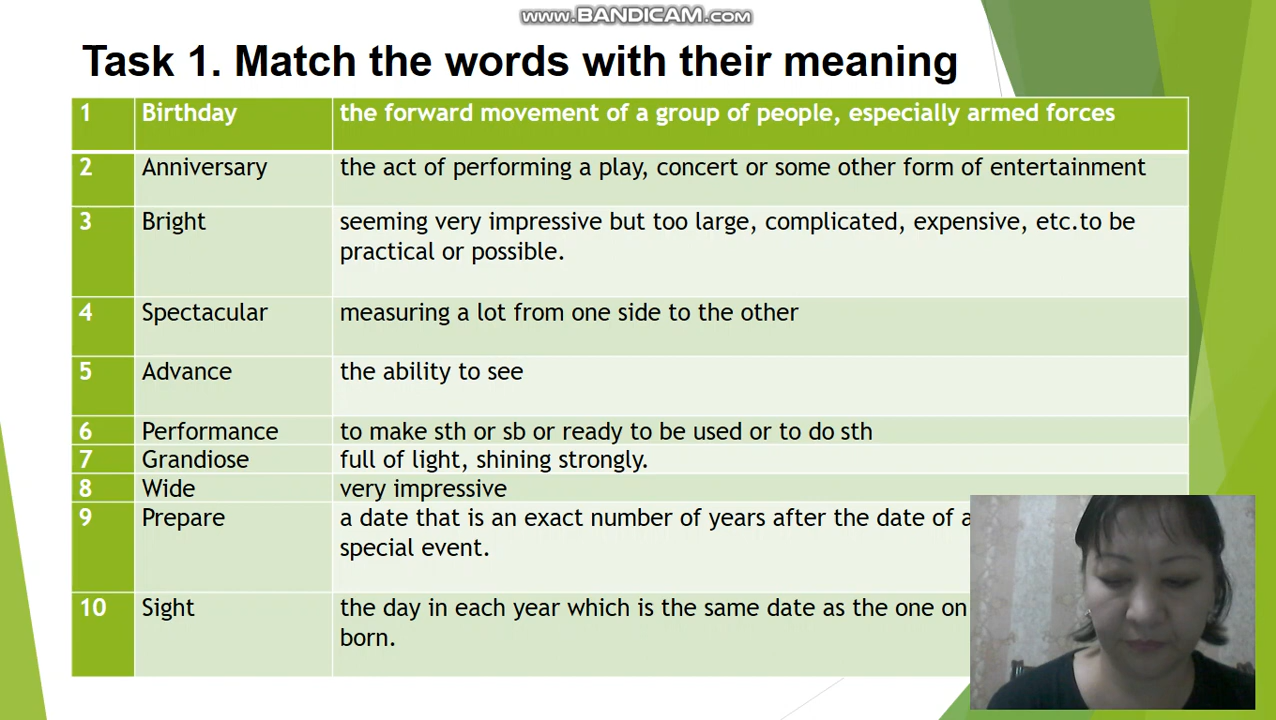 www.BANDICAM.com
Task 1. Match the words with their meaning
1 Birthday the forward movement of a group of people, especially armed forces
2 Anniversary the act of performing a play, concert or some other form of entertainment
3 Bright seeming very impressive but too large, complicated, expensive, etc.to be
practical or possible.
4 Spectacular measuring a lot from one side to the other
5 Advance the ability to see
6 Performance to make sth or sb or ready to be used or to do sth
7 Grandiose full of light, shining strongly.
8 Wide very impressive
9 Prepare a date that is an exact number of years after the date of a
special event.
10 Sight the day in each year which is the same date as the one on
born.